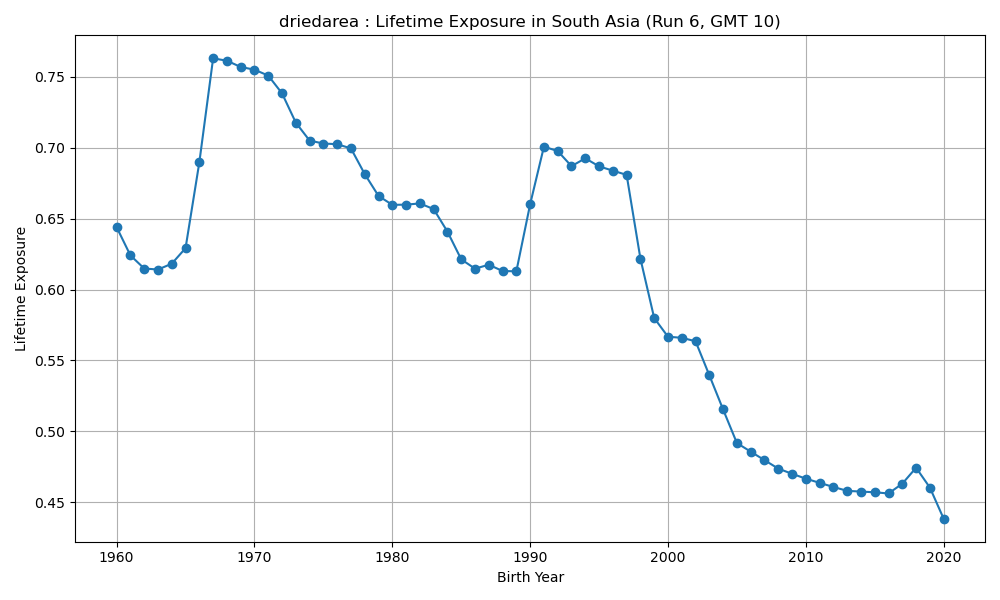 driedarea : Lifetime Exposure in South Asia (Run 6, GMT 10)
Lifetime Exposure
0.75
0.70
0.65
0.60
0.55
0.50
0.45
1960 1970 1980 1990 2000 2010 2020
Birth Year